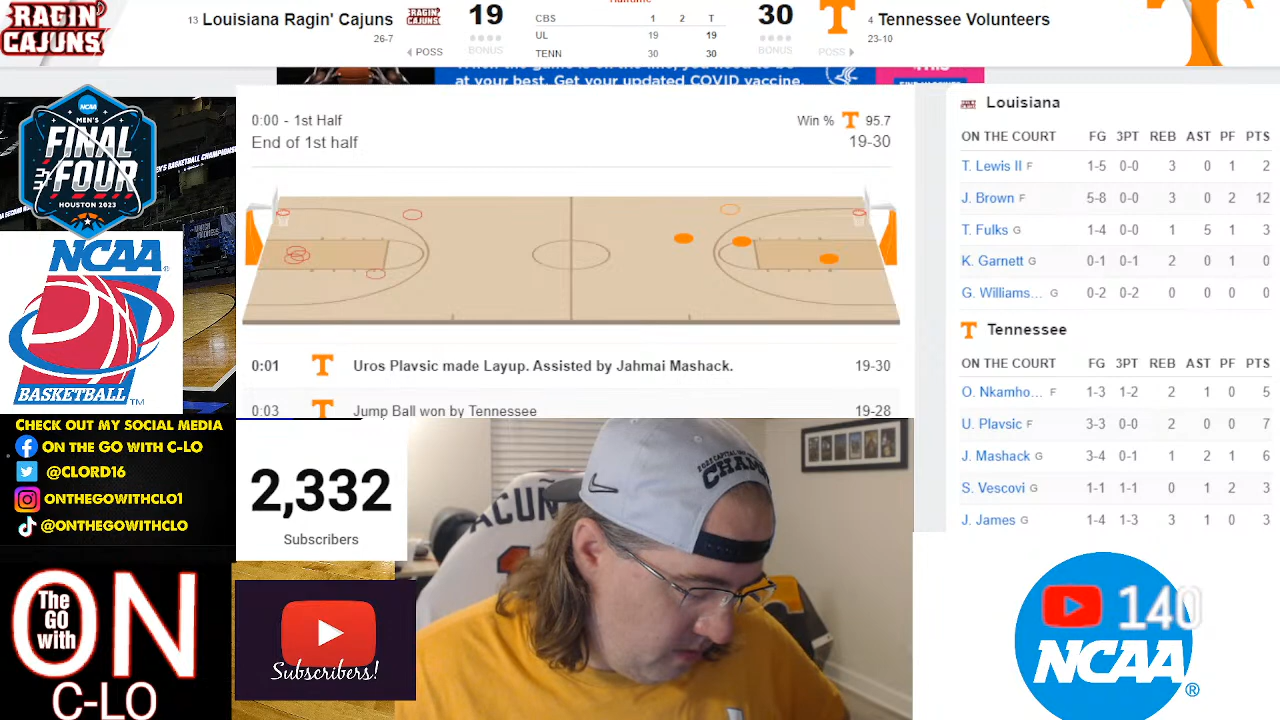 RAGIN'
CAJUNS
13 Louisiana Ragin' Cajuns
26-7
RAGIN'
CAJUNS
POSS
19
BONUS
Halftime
CBS 1 2 T
UL 19 19
TENN 30 30
30
BONUS
POSS
4 Tennessee Volunteers
23-10
T
at your best. Get your updated COVID vaccine.
NCAA
MEN'S
FINAL
FOUR
HOUSTON 2023
NCAA
BASKETBALL™
CHECK OUT MY SOCIAL MEDIA
ON THE GO WITH C-LO
@CLORD16
ONTHEGOWITHCLO1
@ONTHEGOWITHCLO
The
GO
with
ON
C-LO
0:00 - 1st Half
End of 1st half
Win % T 95.7
19-30
0:01 T Uros Plavsic made Layup. Assisted by Jahmai Mashack. 19-30
0:03 T Jump Ball won by Tennessee 19-28
2,332
Subscribers
Subscribers!
ACUÑ
CHAMP
Louisiana
ON THE COURT FG 3PT REB AST PF PTS
T. Lewis II F 1-5 0-0 3 0 1 2
J. Brown F 5-8 0-0 3 0 2 12
T. Fulks G 1-4 0-0 1 5 1 3
K. Garnett G 0-1 0-1 2 0 1 0
G. Williams... G 0-2 0-2 0 0 0 0
T Tennessee
ON THE COURT FG 3PT REB AST PF PTS
O. Nkamho... F 1-3 1-2 2 1 0 5
U. Plavsic F 3-3 0-0 2 0 0 7
J. Mashack G 3-4 0-1 1 2 1 6
S. Vescovi G 1-1 1-1 0 1 2 3
J. James G 1-4 1-3 3 1 0 3
140
NCAA®